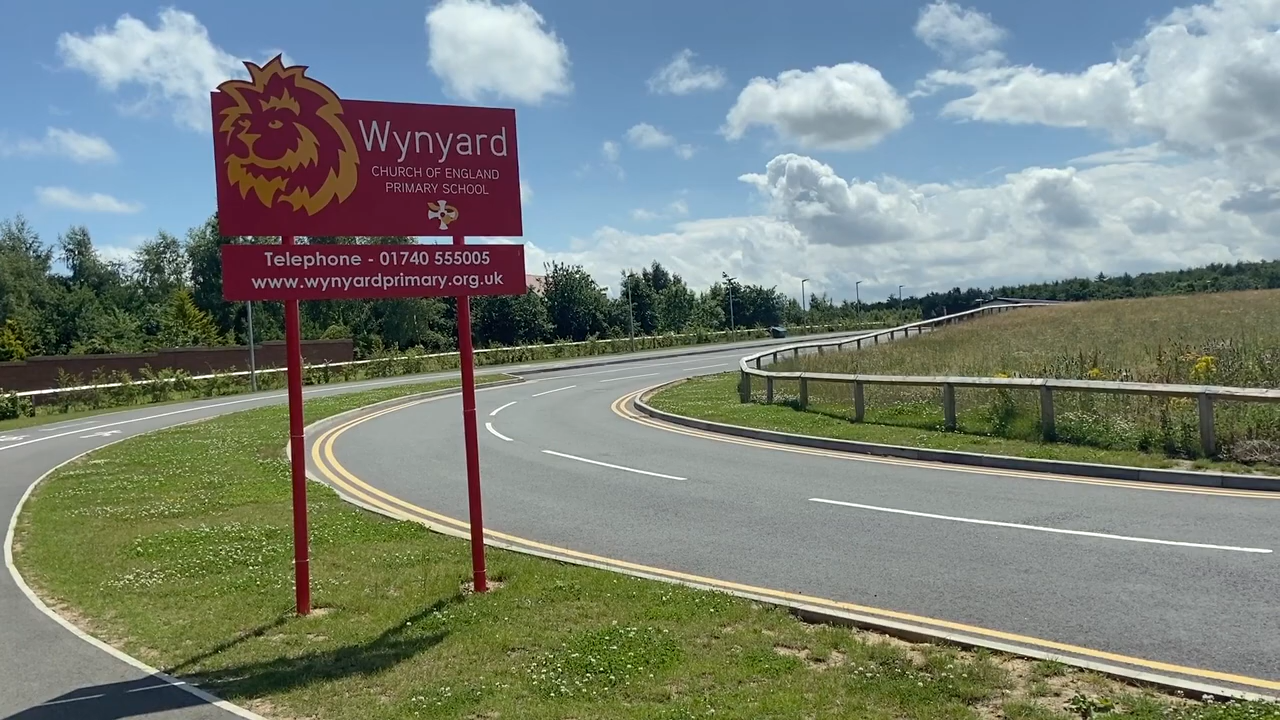 Wynyard
CHURCH OF ENGLAND
PRIMARY SCHOOL
Telephone - 01740 555005
www.wynyardprimary.org.uk